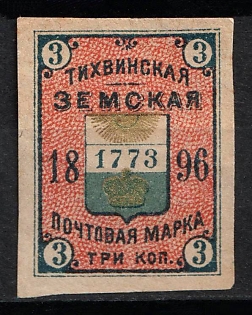 3 3
ТИХВИНСКАЯ
ЗЕМСКАЯ
18 1773 96
ПОЧТОВАЯ МАРКА
3 ТРИ КОП. 3